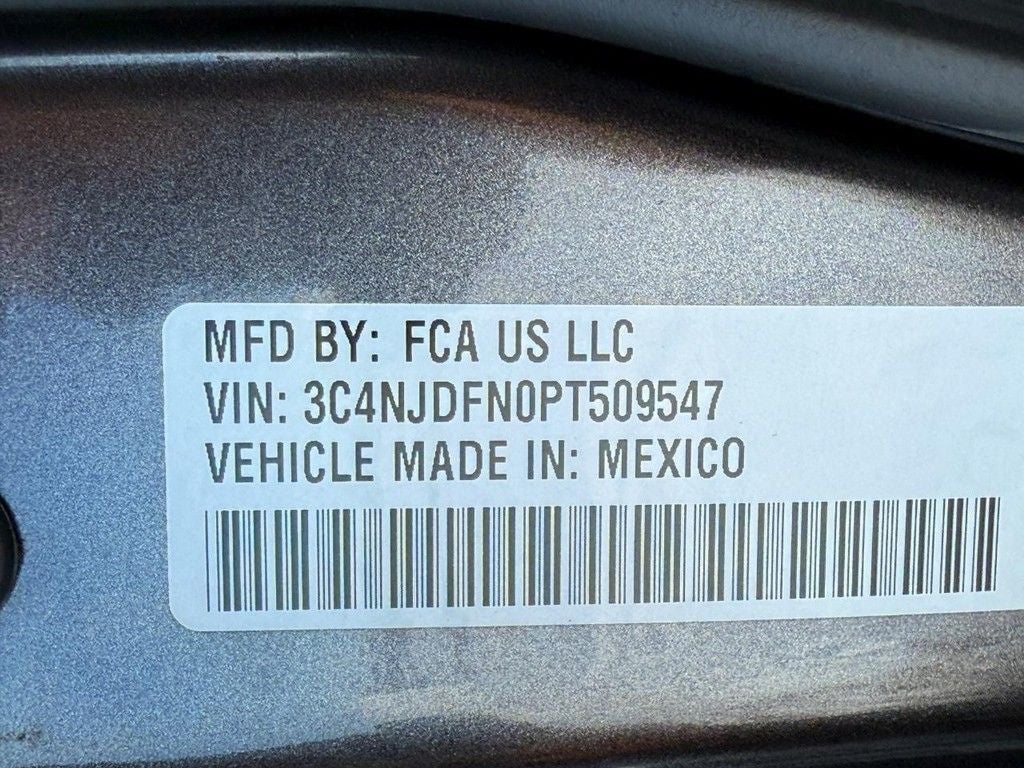 MFD BY: FCA US LLC
VIN: 3C4NJDFN0PT509547
VEHICLE MADE IN: MEXICO